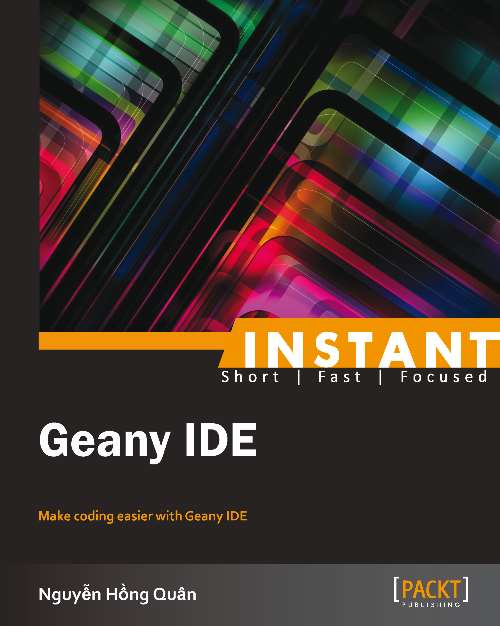 INSTANT
Short | Fast | Focused
Geany IDE
Make coding easier with Geany IDE
Nguyễn Hồng Quân
[PACKT]
PUBLISHING